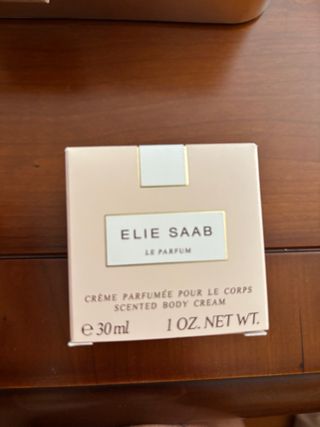 ELIE SAAB
LE PARFUM
CRÈME PARFUMÉE POUR LE CORPS
SCENTED BODY CREAM
℮ 30 ml 1 OZ. NET WT.